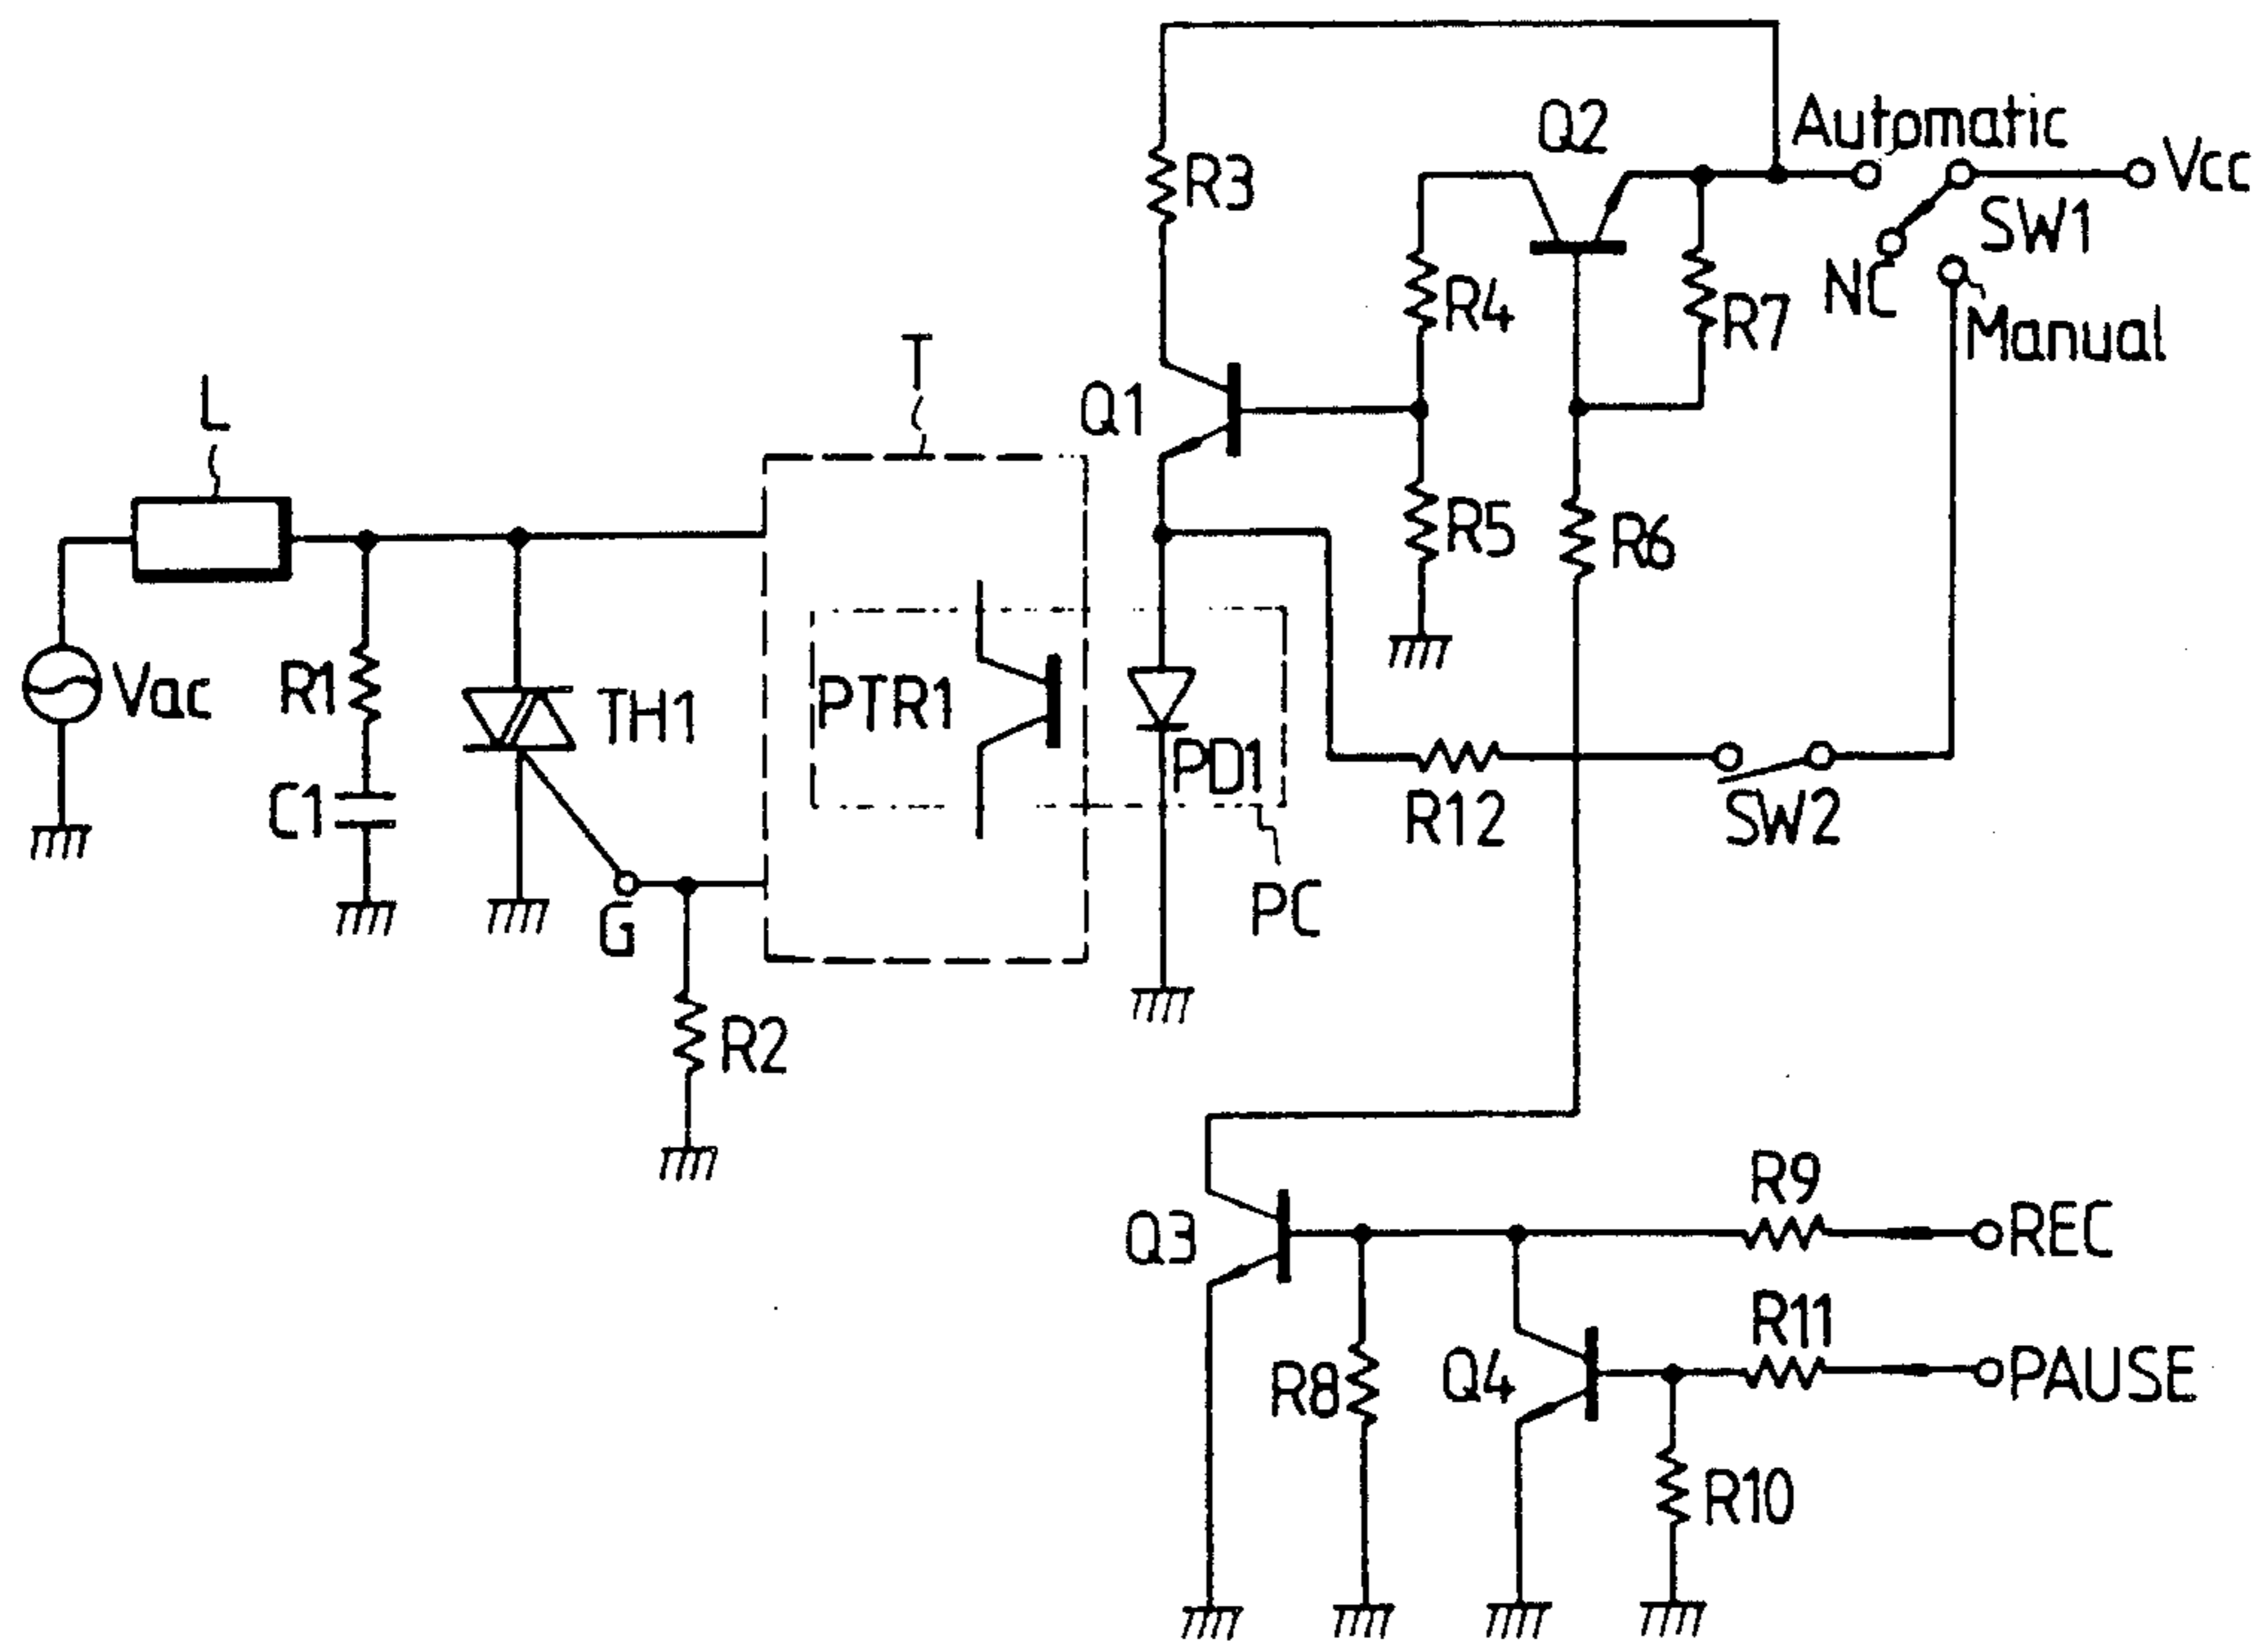 Q2
Automatic
Vcc
R3
SW1
NC
R4
R7
Manual
T
L
Q1
R5
R6
Vac
R1
TH1
PTR1
PD1
C1
R12
SW2
PC
G
R2
R9
Q3
REC
R11
R8
Q4
PAUSE
R10